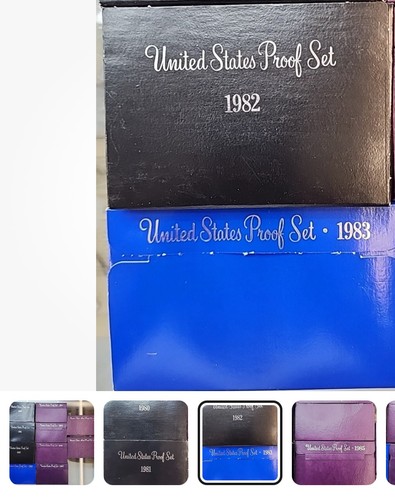 United States Proof Set
1982
United States Proof Set • 1983
1980
United States Proof Set
1981
1982
United States Proof Set • 1983
United States Proof Set